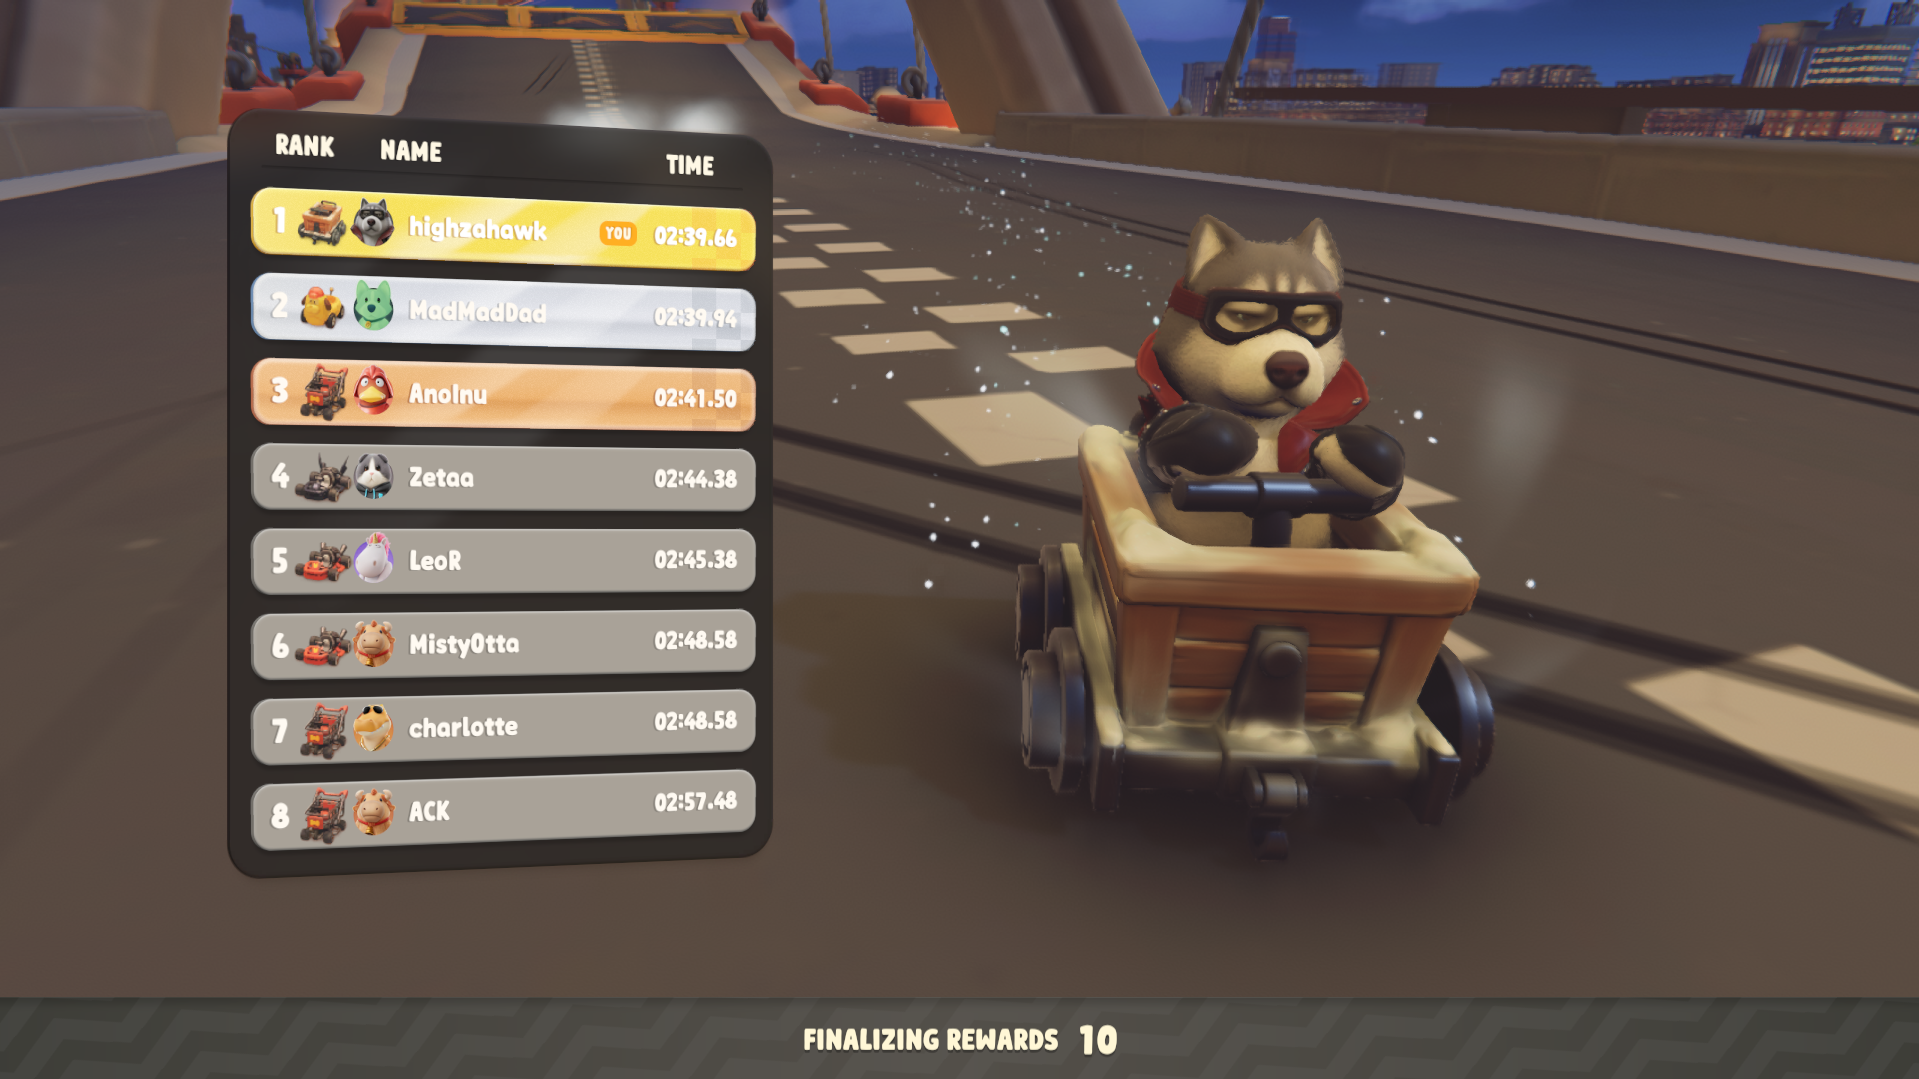 RANK NAME TIME
1 highzahawk YOU 02:39.66
2 MadMadDad 02:39.94
3 AnoInu 02:41.50
4 Zetaa 02:44.38
5 LeoR 02:45.38
6 MistyOtta 02:48.58
7 charlotte 02:48.58
8 ACK 02:57.48
FINALIZING REWARDS 10